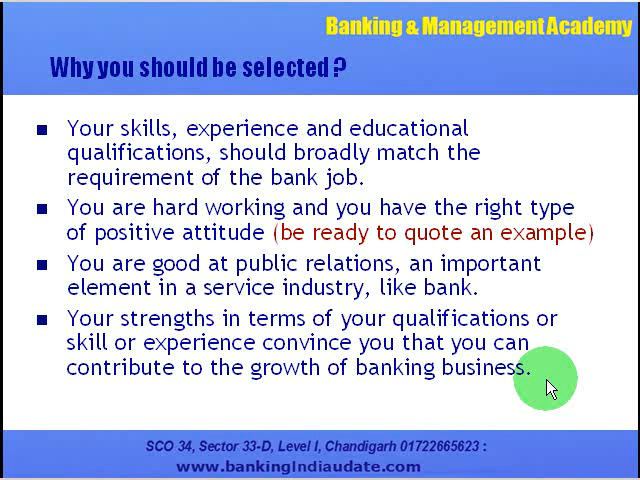 Banking & Management Academy
Why you should be selected ?
Your skills, experience and educational
qualifications, should broadly match the
requirement of the bank job.
You are hard working and you have the right type
of positive attitude (be ready to quote an example)
You are good at public relations, an important
element in a service industry, like bank.
Your strengths in terms of your qualifications or
skill or experience convince you that you can
contribute to the growth of banking business.
SCO 34, Sector 33-D, Level I, Chandigarh 01722665623 :
www.bankingIndiaudate.com